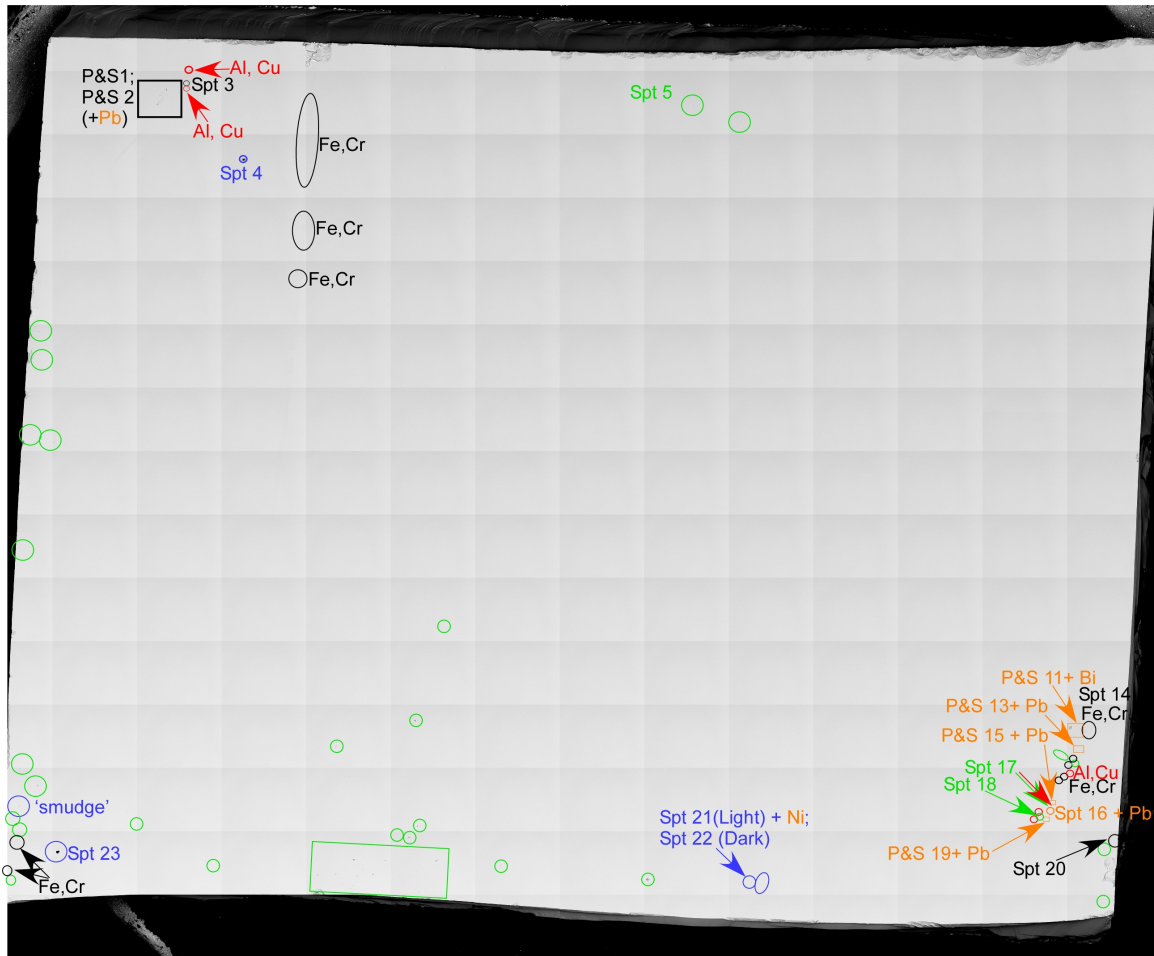 Al, Cu
P&S1;
P&S 2
(+Pb)
Spt 3
Al, Cu
Spt 4
Fe,Cr
Fe,Cr
Fe,Cr
Spt 5
P&S 11+ Bi
Spt 14
Fe,Cr
P&S 13+ Pb
P&S 15 + Pb
Spt 17
Spt 18
Al,Cu
Fe,Cr
Spt 16 + Pb
P&S 19+ Pb
Spt 20
Spt 21(Light) + Ni;
Spt 22 (Dark)
'smudge'
Spt 23
Fe,Cr